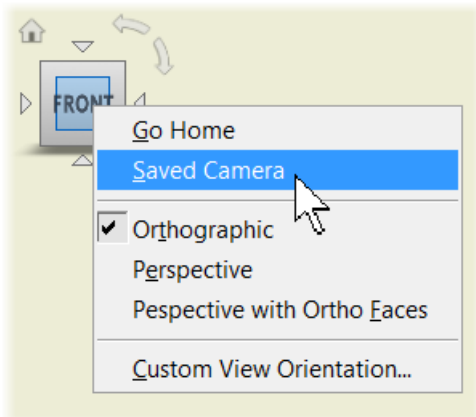 FRONT
Go Home
Saved Camera
Orthographic
Perspective
Pespective with Ortho Faces
Custom View Orientation...